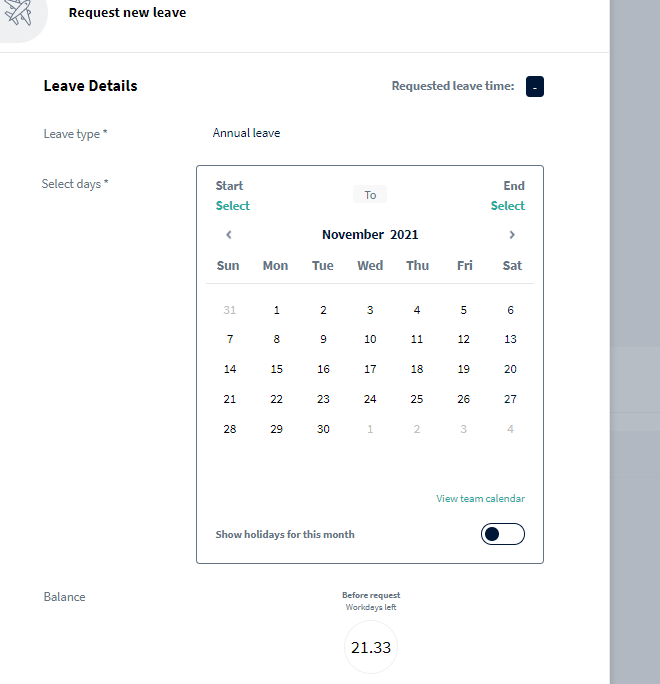 Request new leave
Leave Details
Requested leave time: -
Leave type *
Annual leave
Select days *
Start To End
Select Select
< November 2021 >
Sun Mon Tue Wed Thu Fri Sat
31 1 2 3 4 5 6
7 8 9 10 11 12 13
14 15 16 17 18 19 20
21 22 23 24 25 26 27
28 29 30 1 2 3 4
View team calendar
Show holidays for this month
Balance
Before request
Workdays left
21.33